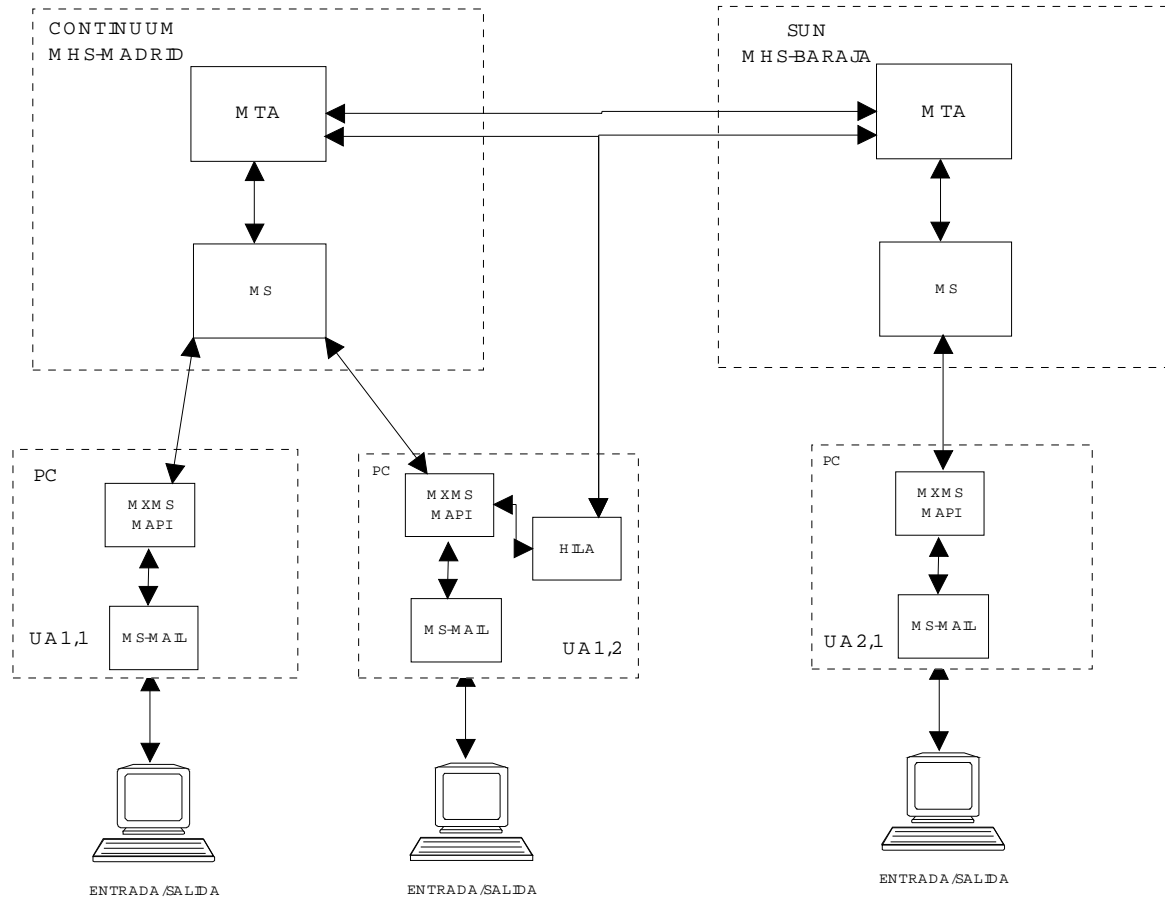 CONTINUUM
MHS-MADRID
SUN
MHS-BARAJA
MTA
MTA
MS
MS
PC
MXMS
MAPI
MS-MAIL
UA1,1
PC
MXMS
MAPI
HILA
MS-MAIL
UA1,2
PC
MXMS
MAPI
MS-MAIL
UA2,1
ENTRADA/SALIDA
ENTRADA/SALIDA
ENTRADA/SALIDA